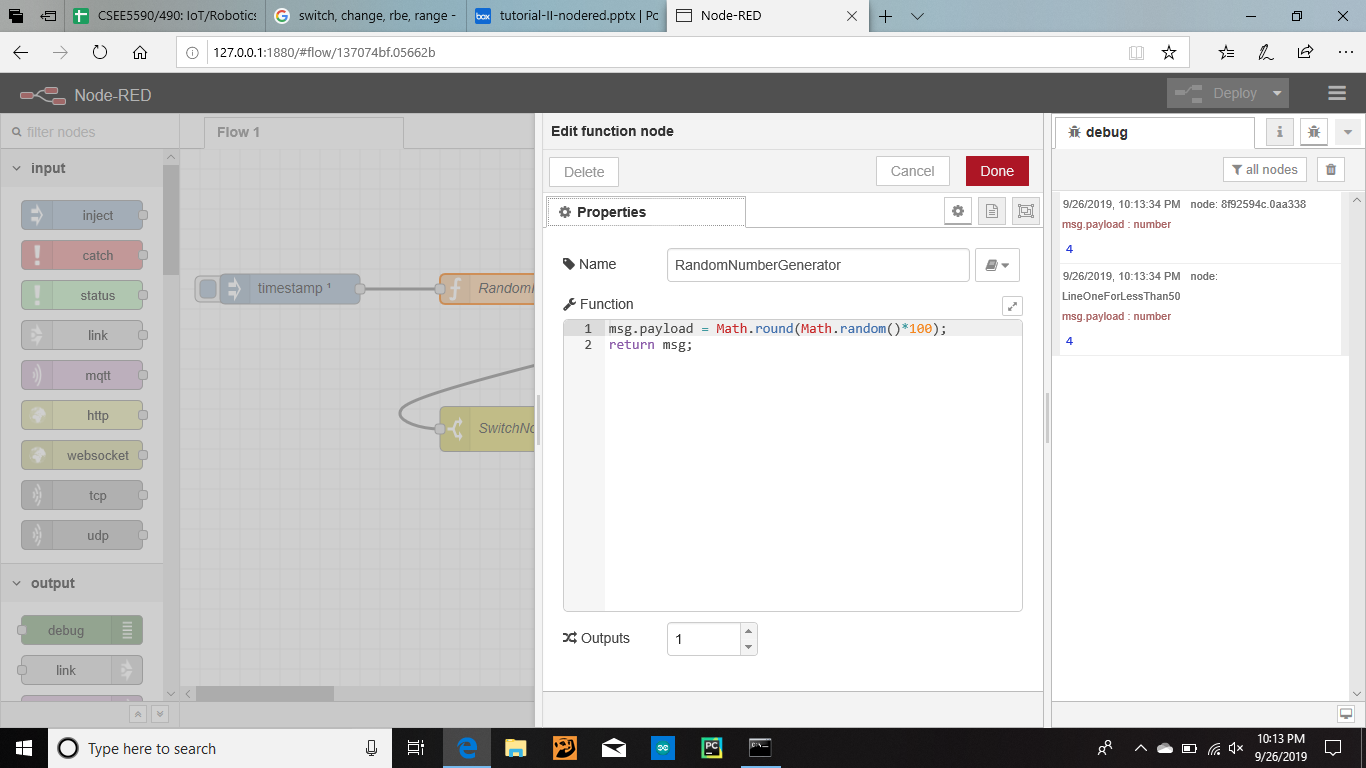 CSEE5590/490: IoT/Robotics
switch, change, rbe, range -
box
tutorial-II-nodered.pptx | Po
Node-RED
127.0.0.1:1880/#flow/137074bf.05662b
Node-RED
Deploy
filter nodes
input
inject
catch
status
link
mqtt
http
websocket
tcp
udp
output
debug
link
Flow 1
timestamp ¹
f
Random
SwitchNo
Edit function node
Delete
Cancel
Done
Properties
Name
RandomNumberGenerator
Function
1 msg.payload = Math.round(Math.random()*100);
2 return msg;
Outputs
1
debug
i
all nodes
9/26/2019, 10:13:34 PM node: 8f92594c.0aa338
msg.payload : number
4
9/26/2019, 10:13:34 PM node:
LineOneForLessThan50
msg.payload : number
4
Type here to search
PC
10:13 PM
9/26/2019